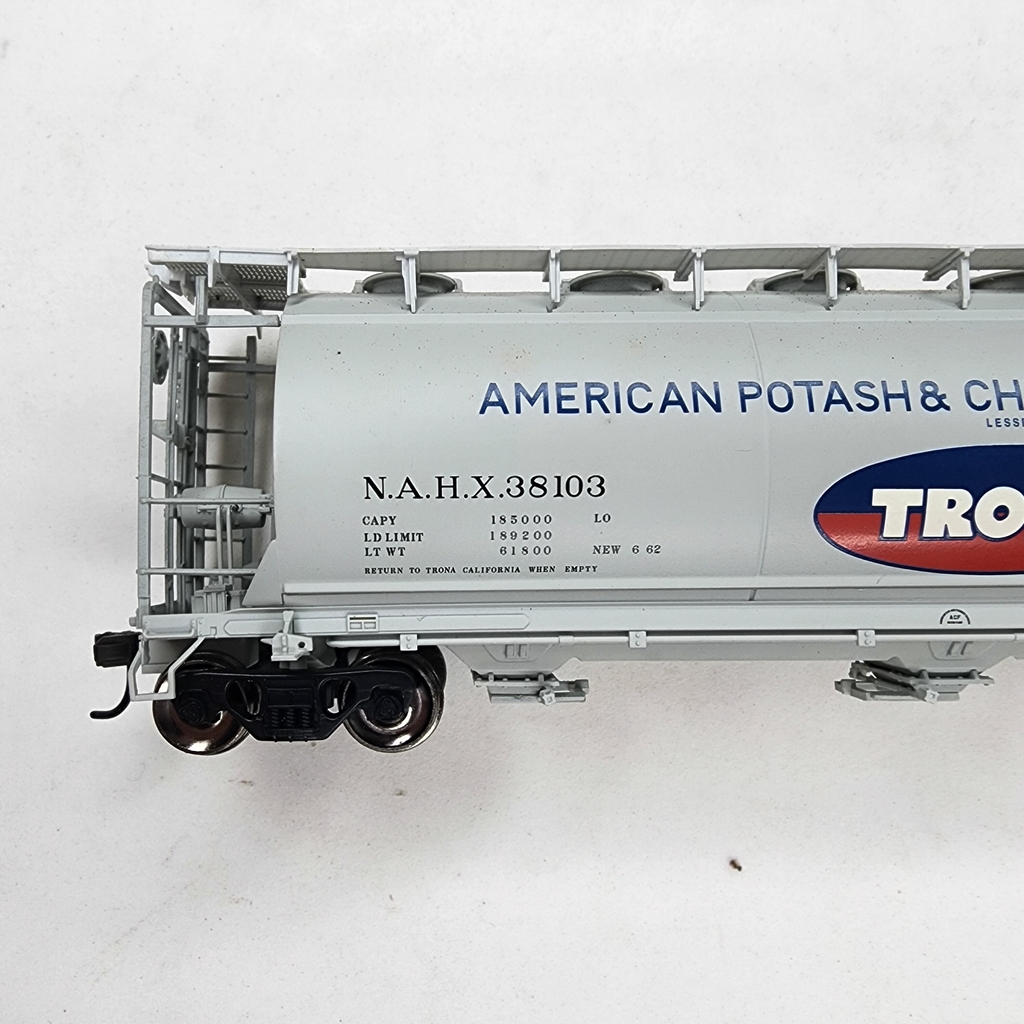 AMERICAN POTASH & CH
LESSE
TRO
N.A.H.X.38103
CAPY 185000 LO
LD LIMIT 189200
LT WT 61800 NEW 6 62
RETURN TO TRONA CALIFORNIA WHEN EMPTY
ACF